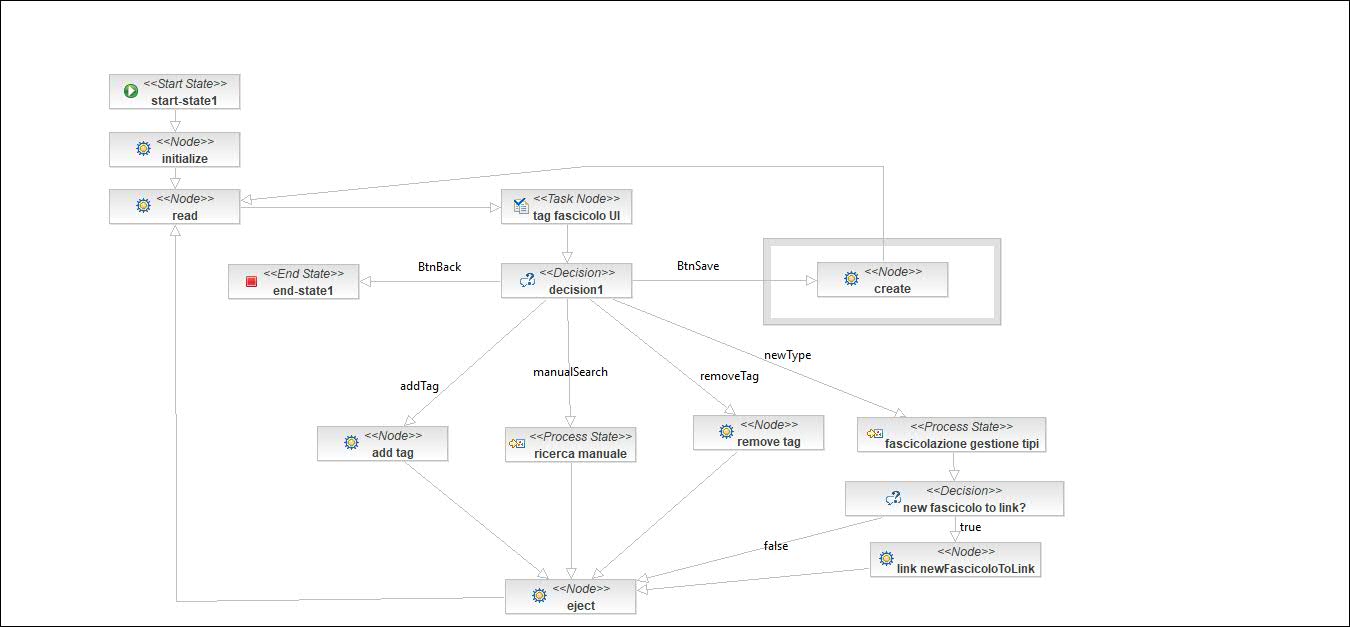 <<Start State>>
start-state1
<<Node>>
initialize
<<Node>>
read
<<Task Node>>
tag fascicolo UI
<<End State>>
end-state1
BtnBack
<<Decision>>
decision1
BtnSave
<<Node>>
create
addTag
manualSearch
removeTag
newType
<<Node>>
add tag
<<Process State>>
ricerca manuale
<<Node>>
remove tag
<<Process State>>
fascicolazione gestione tipi
<<Decision>>
new fascicolo to link?
true
false
<<Node>>
link newFascicoloToLink
<<Node>>
eject